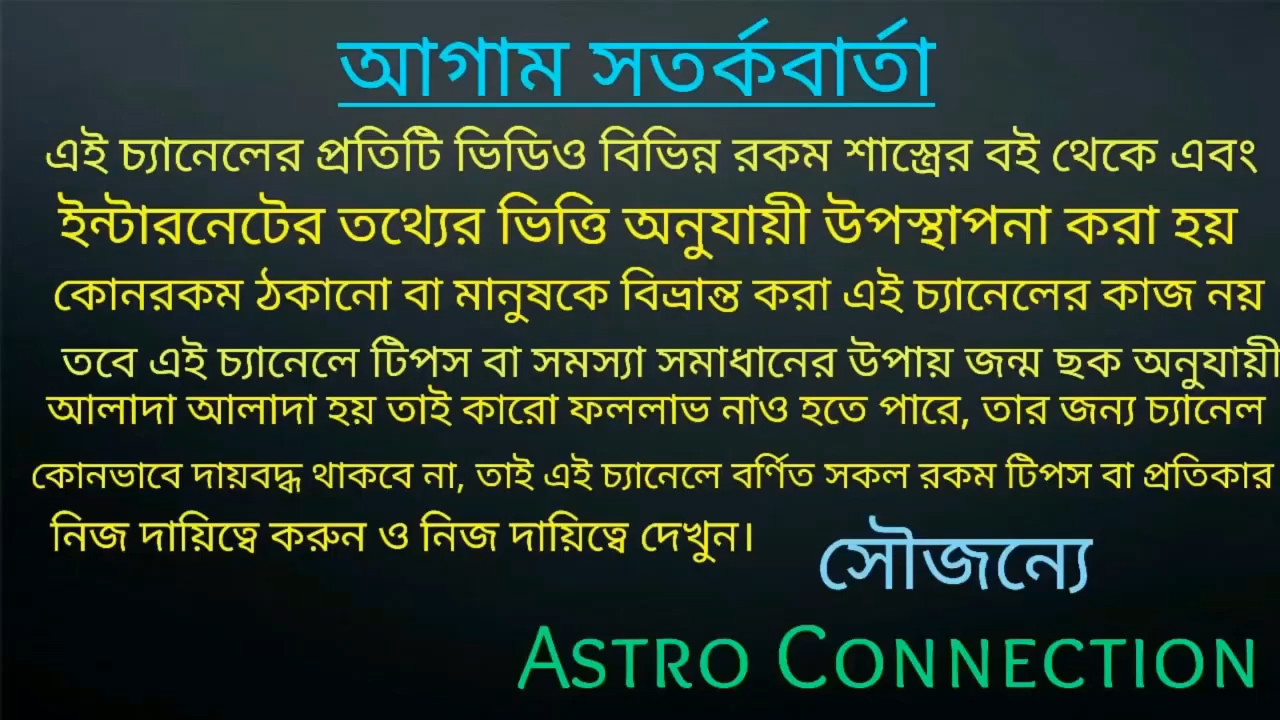 আগাম সতর্কবার্তা
এই চ্যানেলের প্রতিটি ভিডিও বিভিন্ন রকম শাস্ত্রের বই থেকে এবং
ইন্টারনেটের তথ্যের ভিত্তি অনুযায়ী উপস্থাপনা করা হয়
কোনরকম ঠকানো বা মানুষকে বিভ্রান্ত করা এই চ্যানেলের কাজ নয়
তবে এই চ্যানেলে টিপস বা সমস্যা সমাধানের উপায় জন্ম ছক অনুযায়ী
আলাদা আলাদা হয় তাই কারো ফললাভ নাও হতে পারে, তার জন্য চ্যানেল
কোনভাবে দায়বদ্ধ থাকবে না, তাই এই চ্যানেলে বর্ণিত সকল রকম টিপস বা প্রতিকার
নিজ দায়িত্বে করুন ও নিজ দায়িত্বে দেখুন।
সৌজন্যে
ASTRO CONNECTION